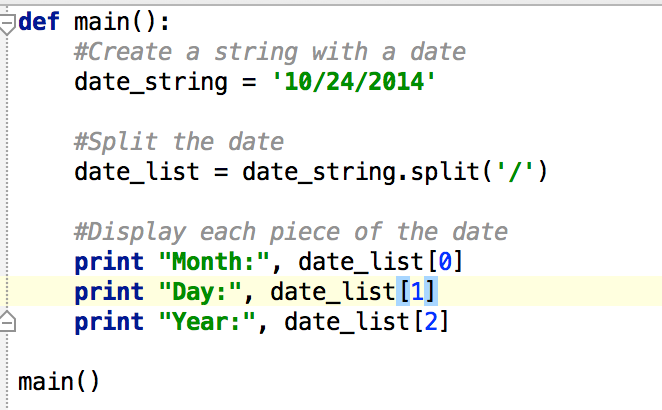 def main():
    #Create a string with a date
    date_string = '10/24/2014'

    #Split the date
    date_list = date_string.split('/')

    #Display each piece of the date
    print "Month:", date_list[0]
    print "Day:", date_list[1]
    print "Year:", date_list[2]

main()